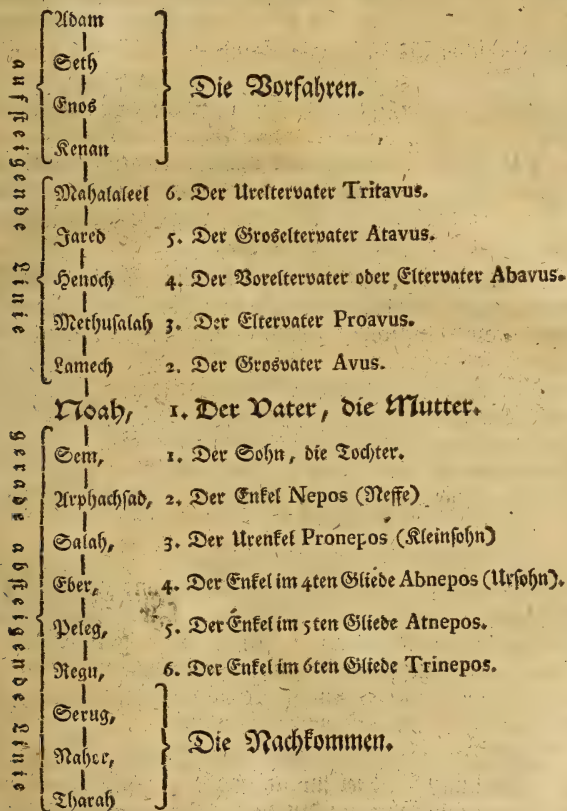 aufsteigende Linie
Adam
Seth
Enos
Kenan
Die Vorfahren.
Mahalaleel 6. Der Ureltervater Tritavus.
Jared 5. Der Groseltervater Atavus.
Henoch 4. Der Voreltervater oder Eltervater Abavus.
Methusalah 3. Der Eltervater Proavus.
Lamech 2. Der Grosvater Avus.
Noah, 1. Der Vater, die Mutter.
gerade absteigende Linie
Sem, 1. Der Sohn, die Tochter.
Arphachsad, 2. Der Enkel Nepos (Neffe)
Salah, 3. Der Urenkel Pronepos (Kleinsohn)
Eber, 4. Der Enkel im 4ten Gliede Abnepos (Ursohn).
Peleg, 5. Der Enkel im 5ten Gliede Atnepos.
Regu, 6. Der Enkel im 6ten Gliede Trinepos.
Serug,
Naher,
Tharah
Die Nachkommen.